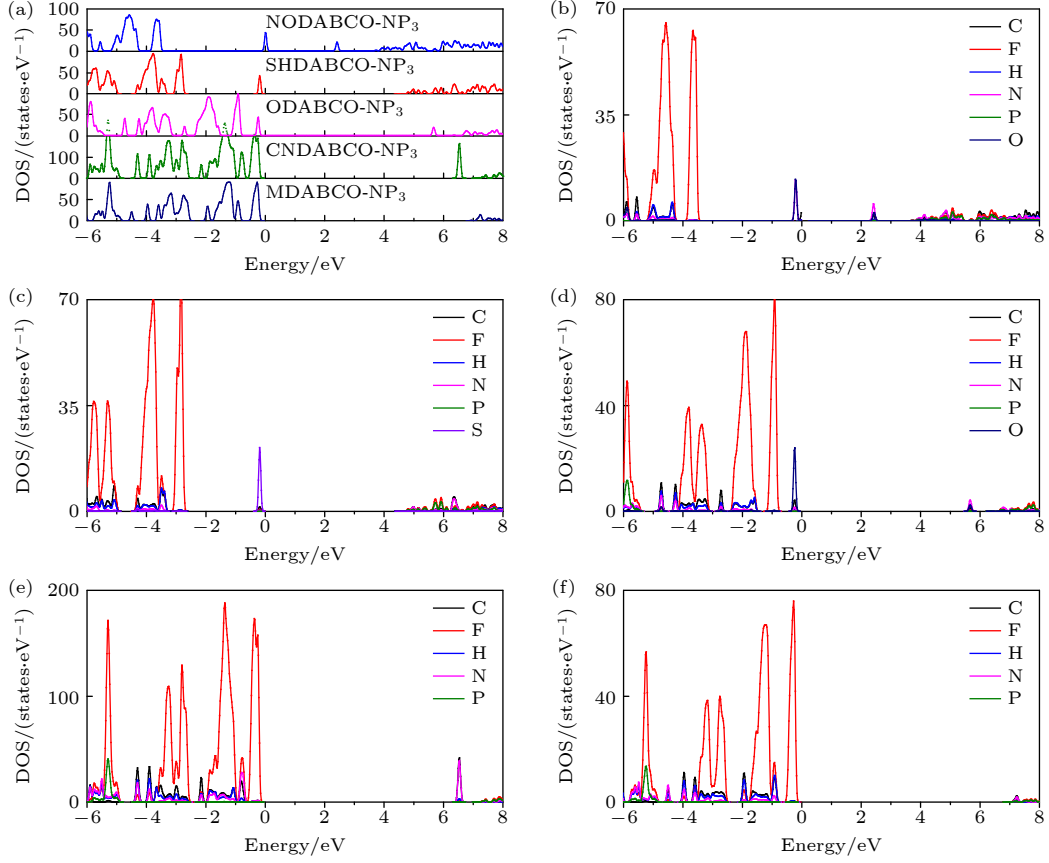 (a)
100
50
0
50
0
50
0
100
0
50
0
NODABCO-NP3
SHDABCO-NP3
ODABCO-NP3
CNDABCO-NP3
MDABCO-NP3
DOS/(states·eV−1)
−6 −4 −2 0 2 4 6 8
Energy/eV
(b)
70
35
0
C
F
H
N
P
O
DOS/(states·eV−1)
−6 −4 −2 0 2 4 6 8
Energy/eV
(c)
70
35
0
C
F
H
N
P
S
DOS/(states·eV−1)
−6 −4 −2 0 2 4 6 8
Energy/eV
(d)
80
40
0
C
F
H
N
P
O
DOS/(states·eV−1)
−6 −4 −2 0 2 4 6 8
Energy/eV
(e)
200
100
0
C
F
H
N
P
DOS/(states·eV−1)
−6 −4 −2 0 2 4 6 8
Energy/eV
(f)
80
40
0
C
F
H
N
P
DOS/(states·eV−1)
−6 −4 −2 0 2 4 6 8
Energy/eV